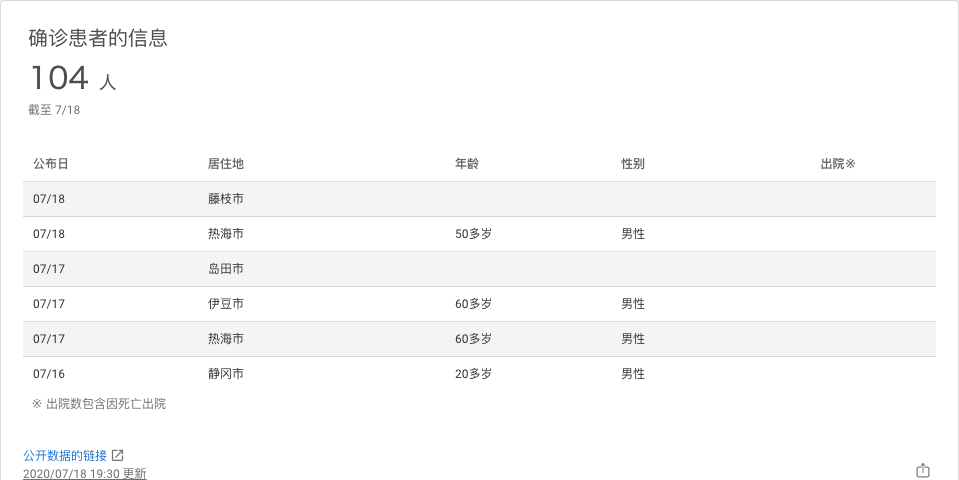 确诊患者的信息
104 人
截至 7/18
公布日 居住地 年龄 性别 出院※
07/18 藤枝市
07/18 热海市 50多岁 男性
07/17 岛田市
07/17 伊豆市 60多岁 男性
07/17 热海市 60多岁 男性
07/16 静冈市 20多岁 男性
※ 出院数包含因死亡出院
公开数据的链接
2020/07/18 19:30 更新